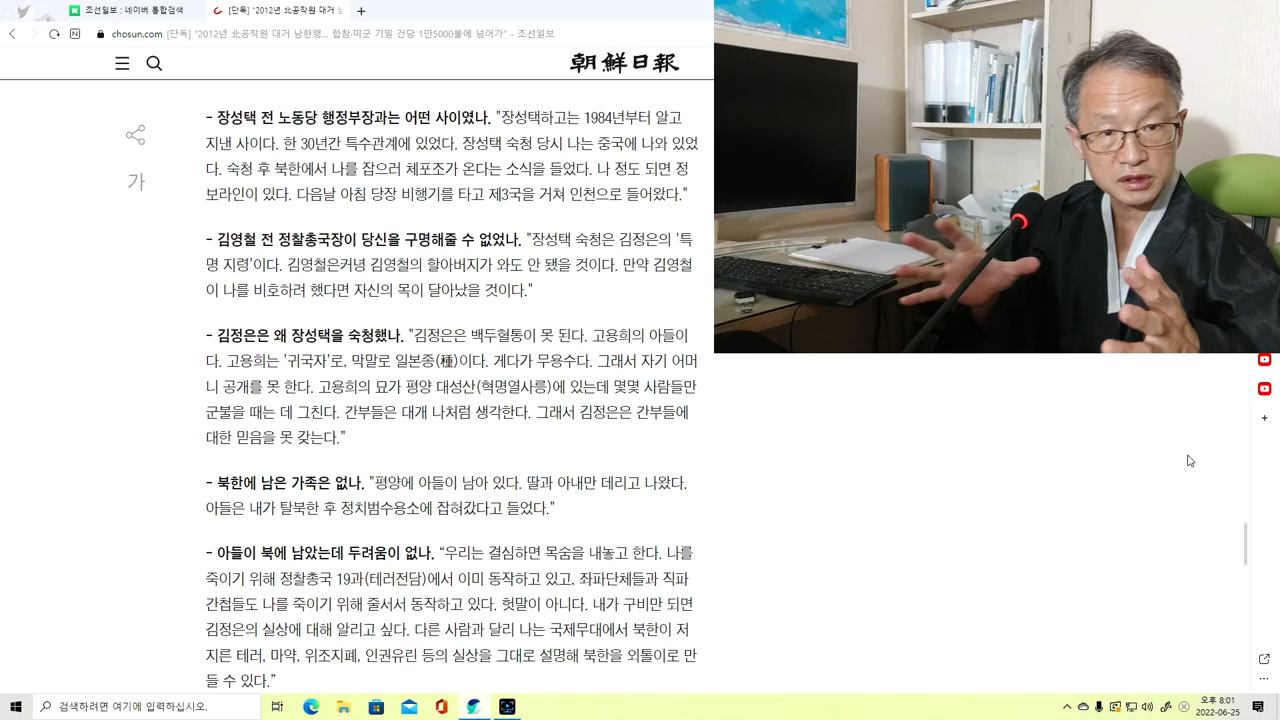 조선일보 : 네이버 통합검색
[단독] "2012년 北공작원 대거 남
chosun.com [단독] "2012년 北공작원 대거 남한행... 합참·미군 기밀 건당 1만5000불에 넘어가" - 조선일보
朝鮮日報
가
- 장성택 전 노동당 행정부장과는 어떤 사이였나. "장성택하고는 1984년부터 알고
지낸 사이다. 한 30년간 특수관계에 있었다. 장성택 숙청 당시 나는 중국에 나와 있었
다. 숙청 후 북한에서 나를 잡으러 체포조가 온다는 소식을 들었다. 나 정도 되면 정
보라인이 있다. 다음날 아침 당장 비행기를 타고 제3국을 거쳐 인천으로 들어왔다."
- 김영철 전 정찰총국장이 당신을 구명해줄 수 없었나. "장성택 숙청은 김정은의 '특
명 지령'이다. 김영철은커녕 김영철의 할아버지가 와도 안 됐을 것이다. 만약 김영철
이 나를 비호하려 했다면 자신의 목이 달아났을 것이다."
- 김정은은 왜 장성택을 숙청했나. "김정은은 백두혈통이 못 된다. 고용희의 아들이
다. 고용희는 '귀국자'로, 막말로 일본종(種)이다. 게다가 무용수다. 그래서 자기 어머
니 공개를 못 한다. 고용희의 묘가 평양 대성산(혁명열사릉)에 있는데 몇몇 사람들만
군불을 때는 데 그친다. 간부들은 대개 나처럼 생각한다. 그래서 김정은은 간부들에
대한 믿음을 못 갖는다."
- 북한에 남은 가족은 없나. "평양에 아들이 남아 있다. 딸과 아내만 데리고 나왔다.
아들은 내가 탈북한 후 정치범수용소에 잡혀갔다고 들었다."
- 아들이 북에 남았는데 두려움이 없나. “우리는 결심하면 목숨을 내놓고 한다. 나를
죽이기 위해 정찰총국 19과(테러전담)에서 이미 동작하고 있고, 좌파단체들과 직파
간첩들도 나를 죽이기 위해 줄서서 동작하고 있다. 헛말이 아니다. 내가 구비만 되면
김정은의 실상에 대해 알리고 싶다. 다른 사람과 달리 나는 국제무대에서 북한이 저
지른 테러, 마약, 위조지폐, 인권유린 등의 실상을 그대로 설명해 북한을 외톨이로 만
들 수 있다.”
검색하려면 여기에 입력하십시오.
오후 8:01
2022-06-25